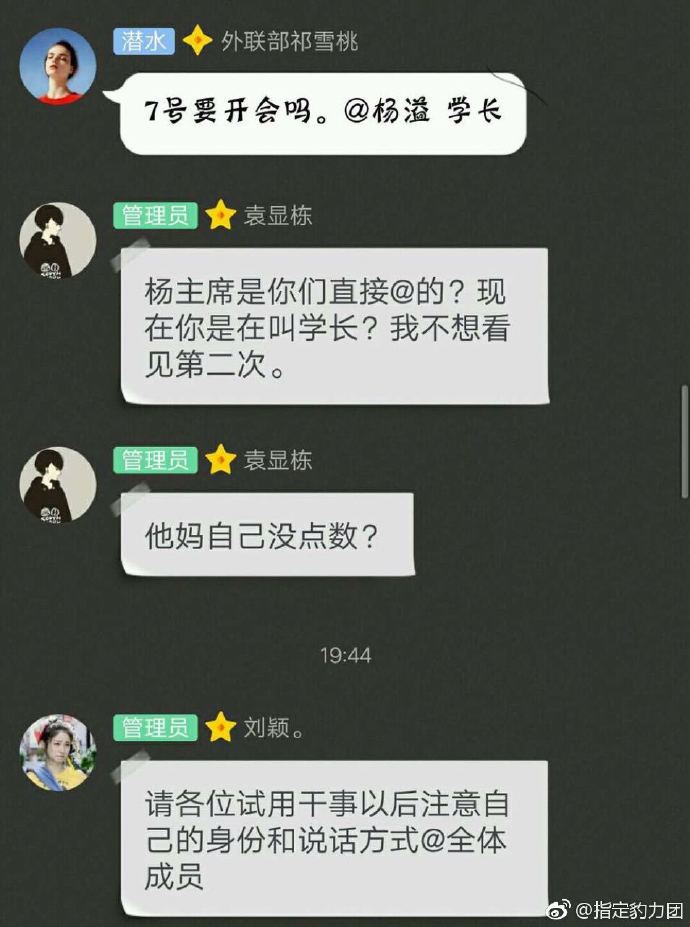 潜水 外联部祁雪桃
7号要开会吗。@杨溢 学长
管理员 袁显栋
杨主席是你们直接@的？现
在你是在叫学长？我不想看
见第二次。
管理员 袁显栋
他妈自己没点数？
19:44
管理员 刘颖。
请各位试用干事以后注意自
己的身份和说话方式@全体
成员
@指定豹力团